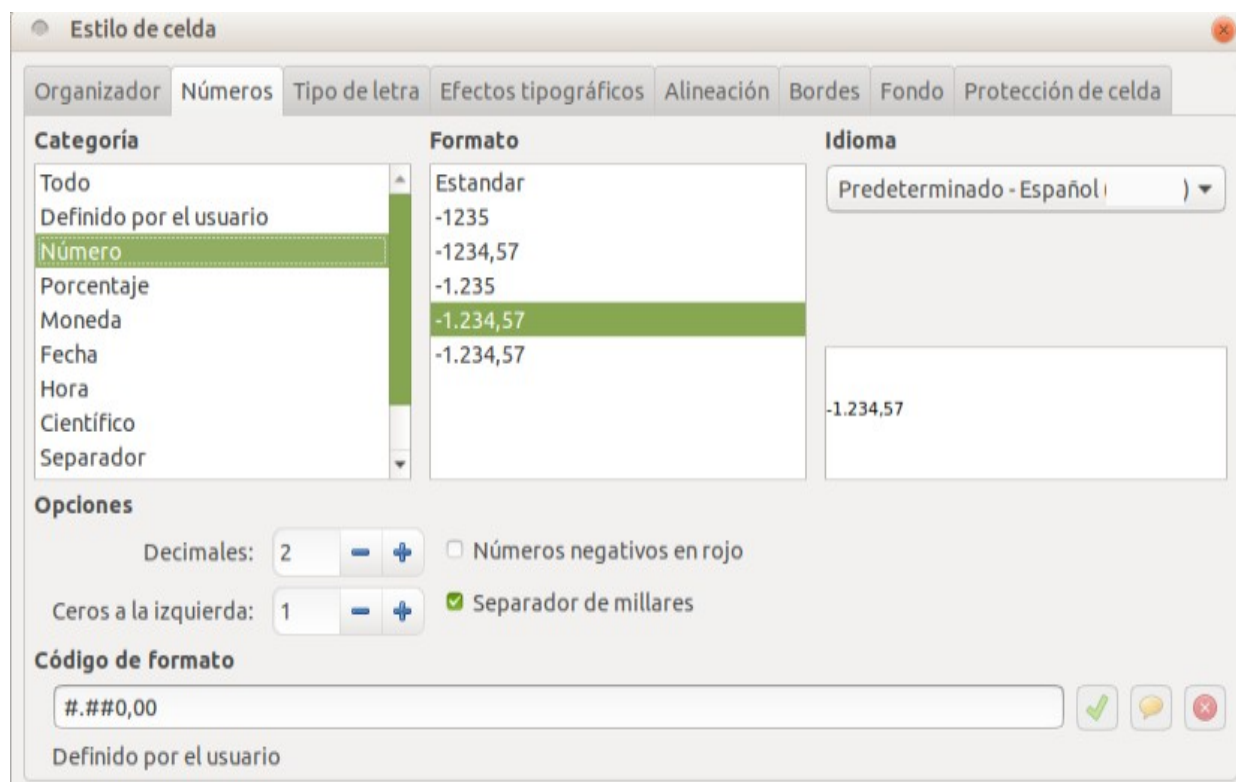 Estilo de celda
Organizador Números Tipo de letra Efectos tipográficos Alineación Bordes Fondo Protección de celda
Categoría
Todo
Definido por el usuario
Número
Porcentaje
Moneda
Fecha
Hora
Científico
Separador
Formato
Estandar
-1235
-1234,57
-1.235
-1.234,57
-1.234,57
Idioma
Predeterminado - Español ( )
-1.234,57
Opciones
Decimales: 2
Números negativos en rojo
Ceros a la izquierda: 1
Separador de millares
Código de formato
#.##0,00
Definido por el usuario